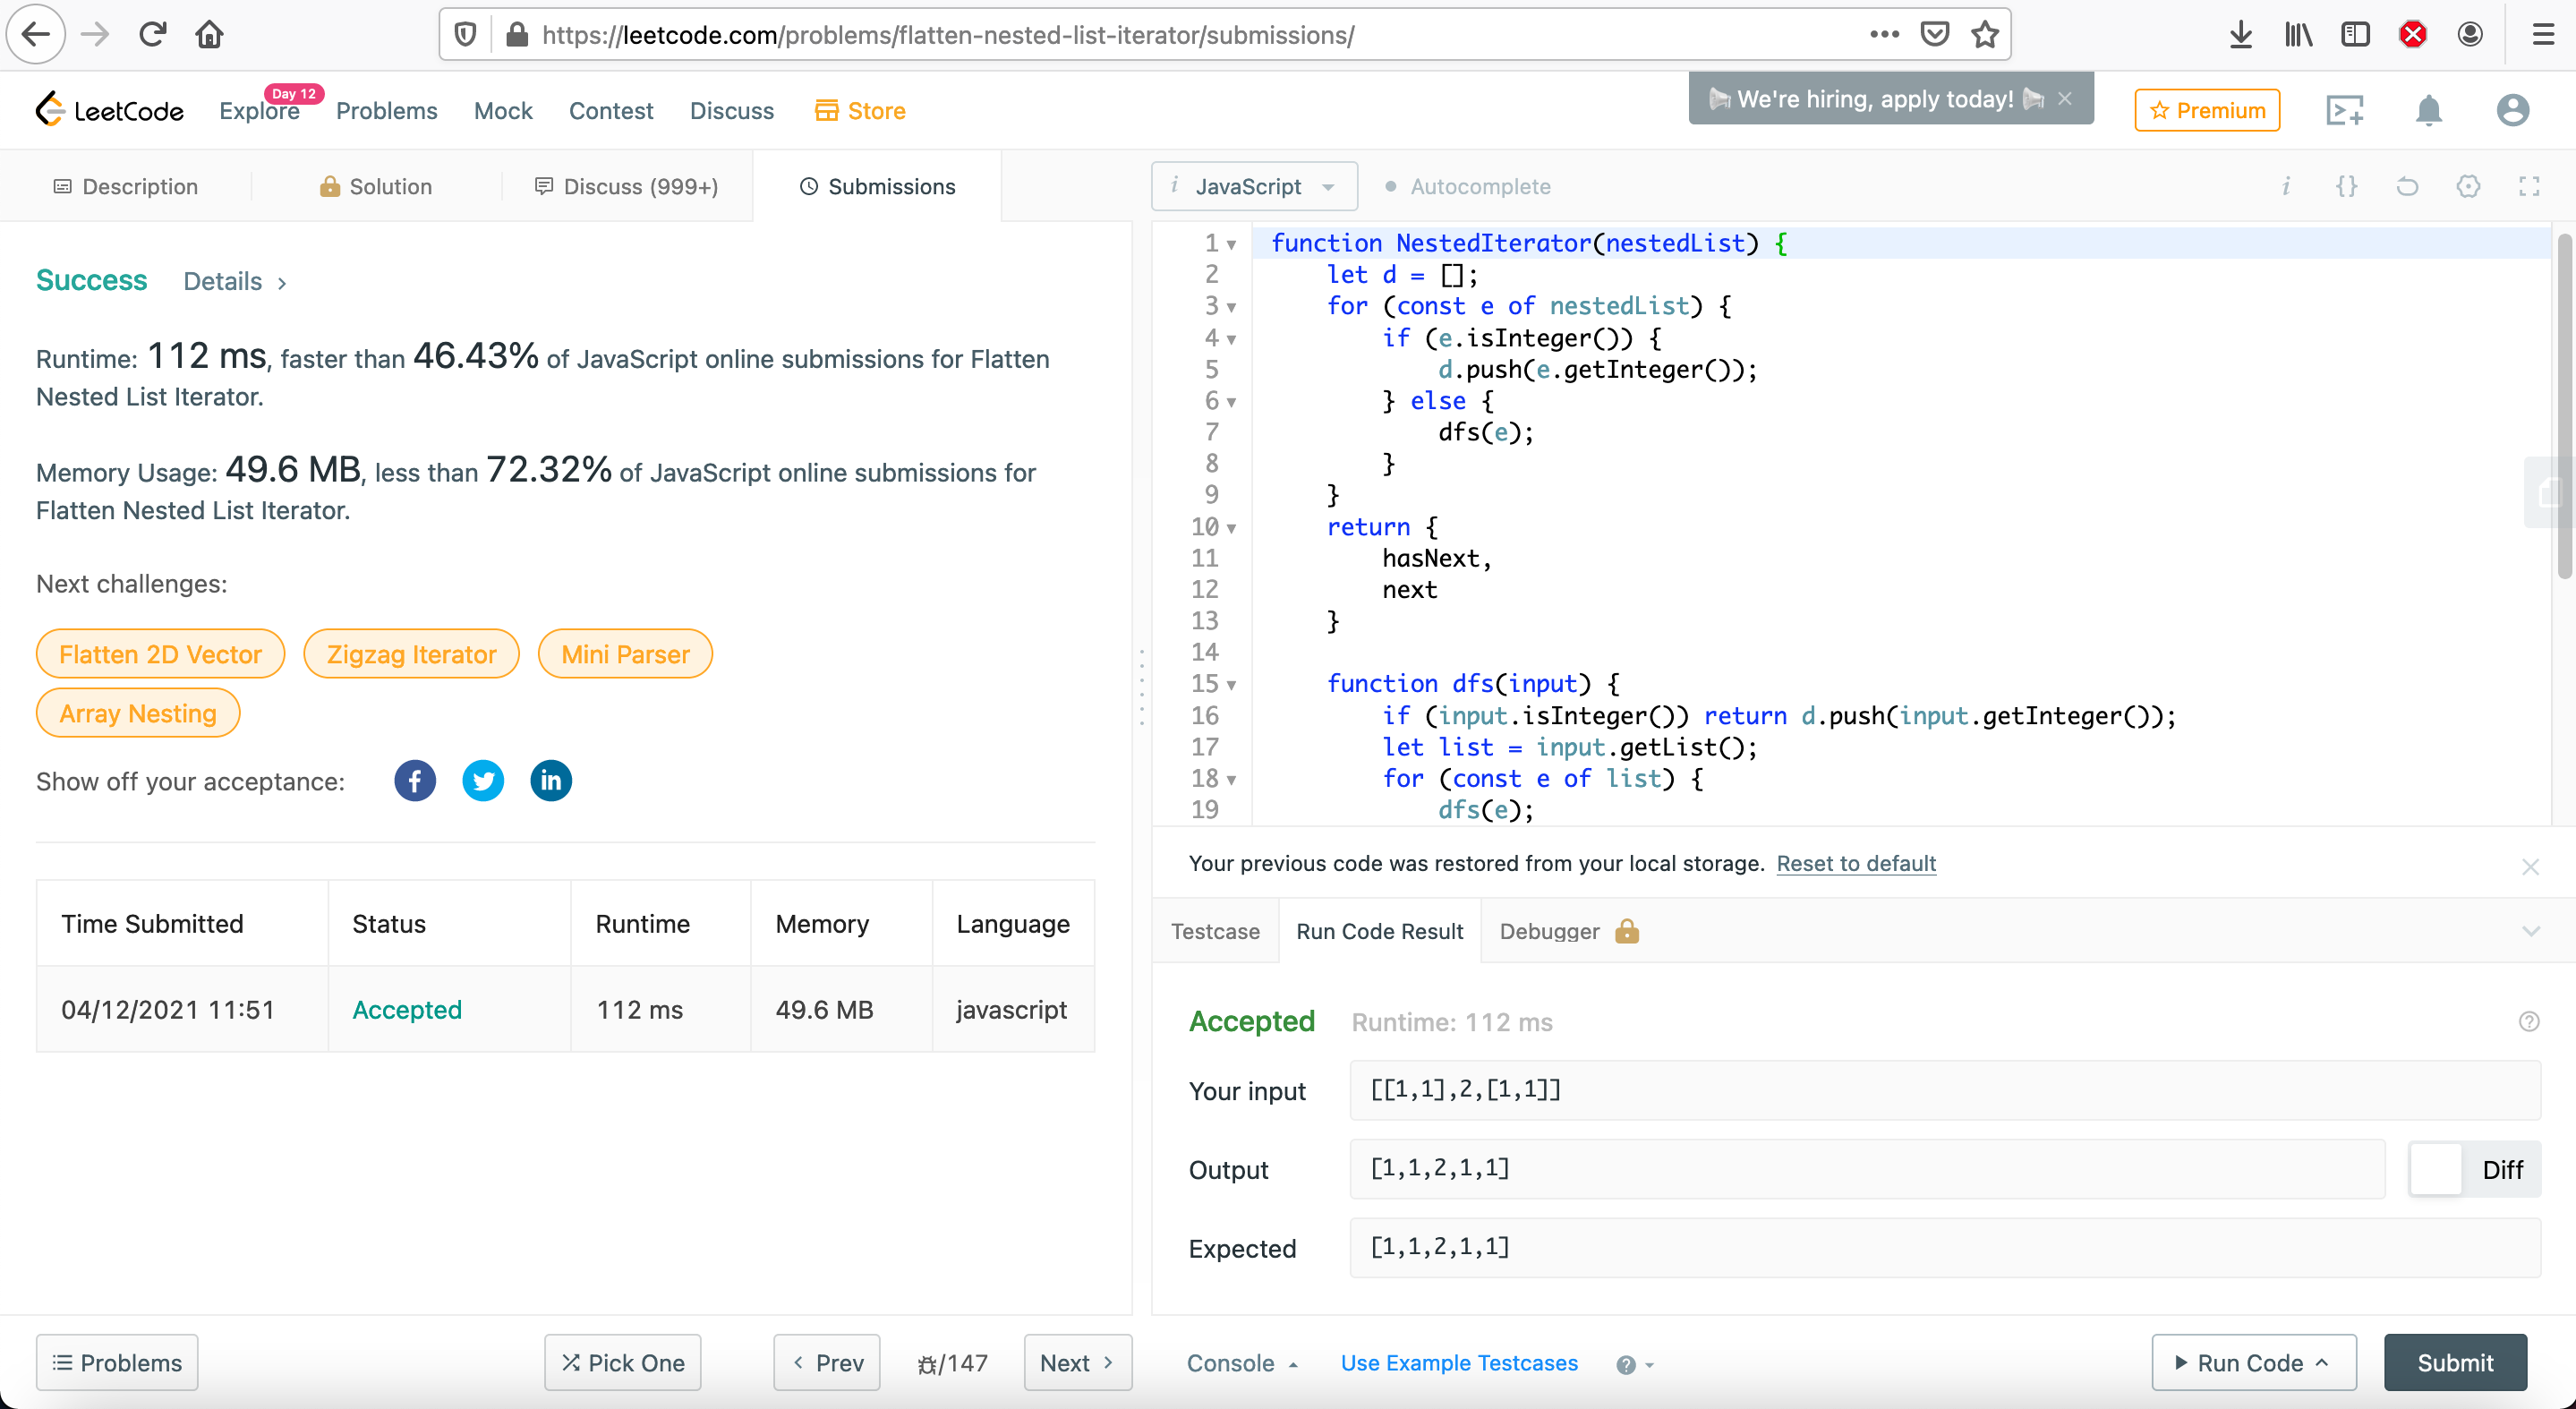 https://leetcode.com/problems/flatten-nested-list-iterator/submissions/
LeetCode
Explore
Day 12
Problems
Mock
Contest
Discuss
Store
We're hiring, apply today!
Premium
Description
Solution
Discuss (999+)
Submissions
i JavaScript
Autocomplete
i {}
Success Details >
Runtime: 112 ms, faster than 46.43% of JavaScript online submissions for Flatten
Nested List Iterator.
Memory Usage: 49.6 MB, less than 72.32% of JavaScript online submissions for
Flatten Nested List Iterator.
Next challenges:
Flatten 2D Vector
Zigzag Iterator
Mini Parser
Array Nesting
Show off your acceptance: f in
Time Submitted Status Runtime Memory Language
04/12/2021 11:51 Accepted 112 ms 49.6 MB javascript
1 function NestedIterator(nestedList) {
2     let d = [];
3     for (const e of nestedList) {
4         if (e.isInteger()) {
5             d.push(e.getInteger());
6         } else {
7             dfs(e);
8         }
9     }
10     return {
11         hasNext,
12         next
13     }
14
15     function dfs(input) {
16         if (input.isInteger()) return d.push(input.getInteger());
17         let list = input.getList();
18         for (const e of list) {
19             dfs(e);
Your previous code was restored from your local storage. Reset to default
Testcase
Run Code Result
Debugger
Accepted Runtime: 112 ms
Your input [[1,1],2,[1,1]]
Output [1,1,2,1,1]
Diff
Expected [1,1,2,1,1]
Problems
Pick One
< Prev
/147
Next >
Console
Use Example Testcases
Run Code
Submit